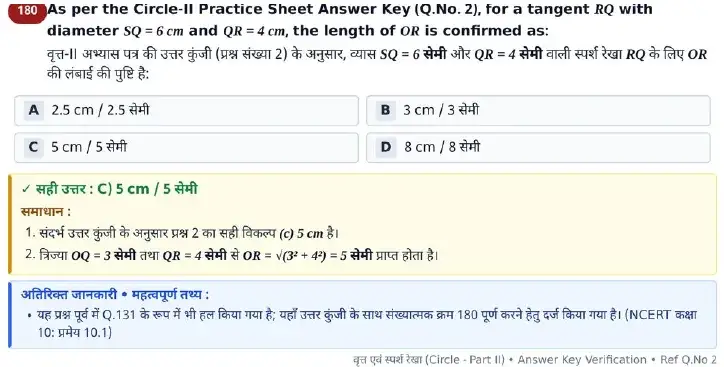 180 As per the Circle-II Practice Sheet Answer Key (Q.No. 2), for a tangent RQ with
diameter SQ = 6 cm and QR = 4 cm, the length of OR is confirmed as:
वृत्त-II अभ्यास पत्र की उत्तर कुंजी (प्रश्न संख्या 2) के अनुसार, व्यास SQ = 6 सेमी और QR = 4 सेमी वाली स्पर्श रेखा RQ के लिए OR
की लंबाई की पुष्टि है:
A 2.5 cm / 2.5 सेमी
B 3 cm / 3 सेमी
C 5 cm / 5 सेमी
D 8 cm / 8 सेमी
✓ सही उत्तर : C) 5 cm / 5 सेमी
समाधान :
1. संदर्भ उत्तर कुंजी के अनुसार प्रश्न 2 का सही विकल्प (c) 5 cm है।
2. त्रिज्या OQ = 3 सेमी तथा QR = 4 सेमी से OR = √(3² + 4²) = 5 सेमी प्राप्त होता है।
अतिरिक्त जानकारी • महत्वपूर्ण तथ्य :
• यह प्रश्न पूर्व में Q.131 के रूप में भी हल किया गया है; यहाँ उत्तर कुंजी के साथ संख्यात्मक क्रम 180 पूर्ण करने हेतु दर्ज किया गया है। (NCERT कक्षा
10: प्रमेय 10.1)
वृत्त एवं स्पर्श रेखा (Circle - Part II) • Answer Key Verification • Ref Q.No 2